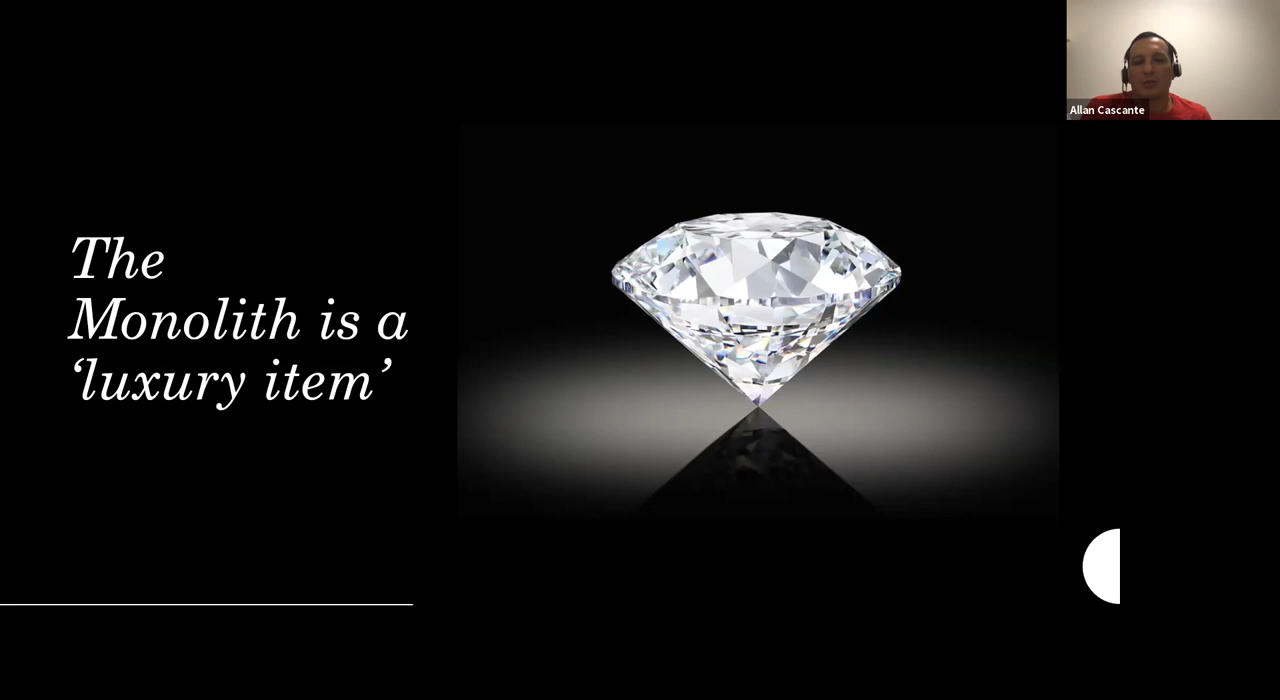 The
Monolith is a
‘luxury item’
Allan Cascante